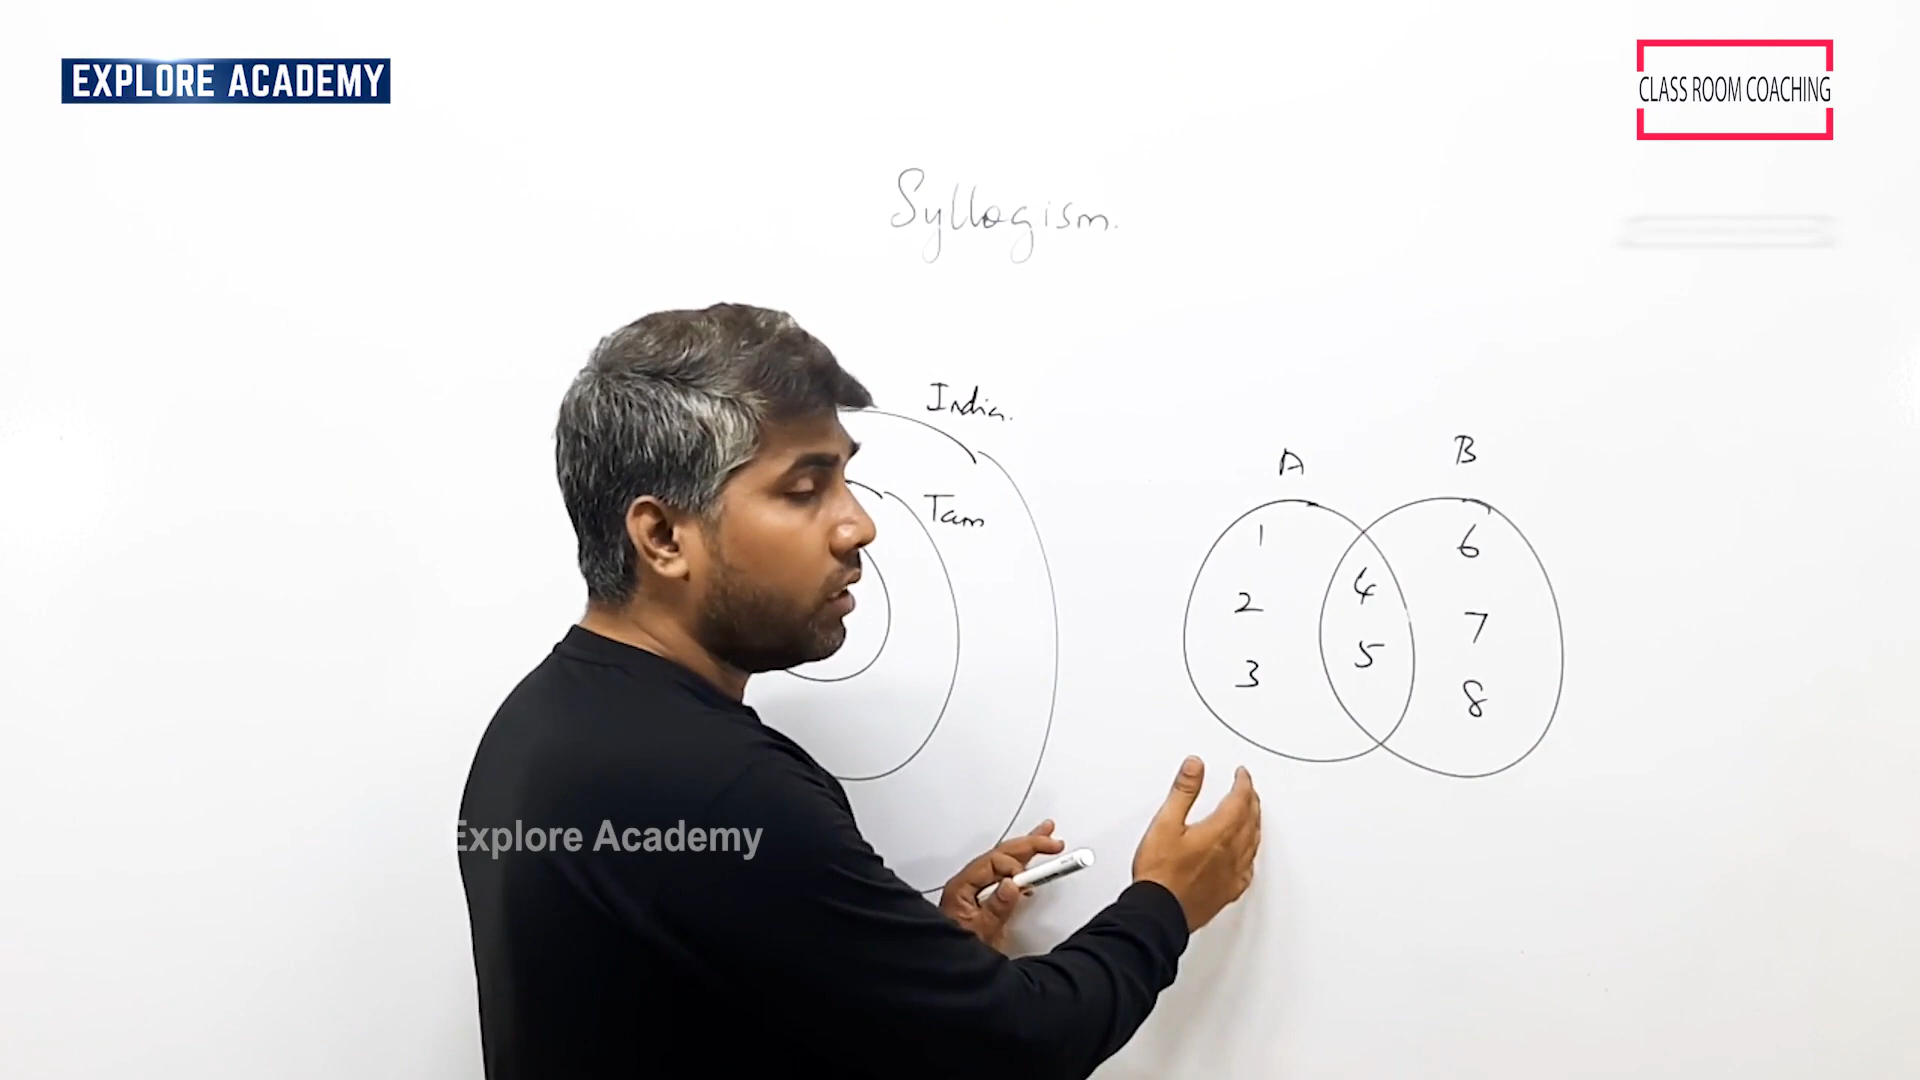 EXPLORE ACADEMY
CLASS ROOM COACHING
Syllogism.
India.
Tam
A
B
1
2
3
4
5
6
7
8
Explore Academy